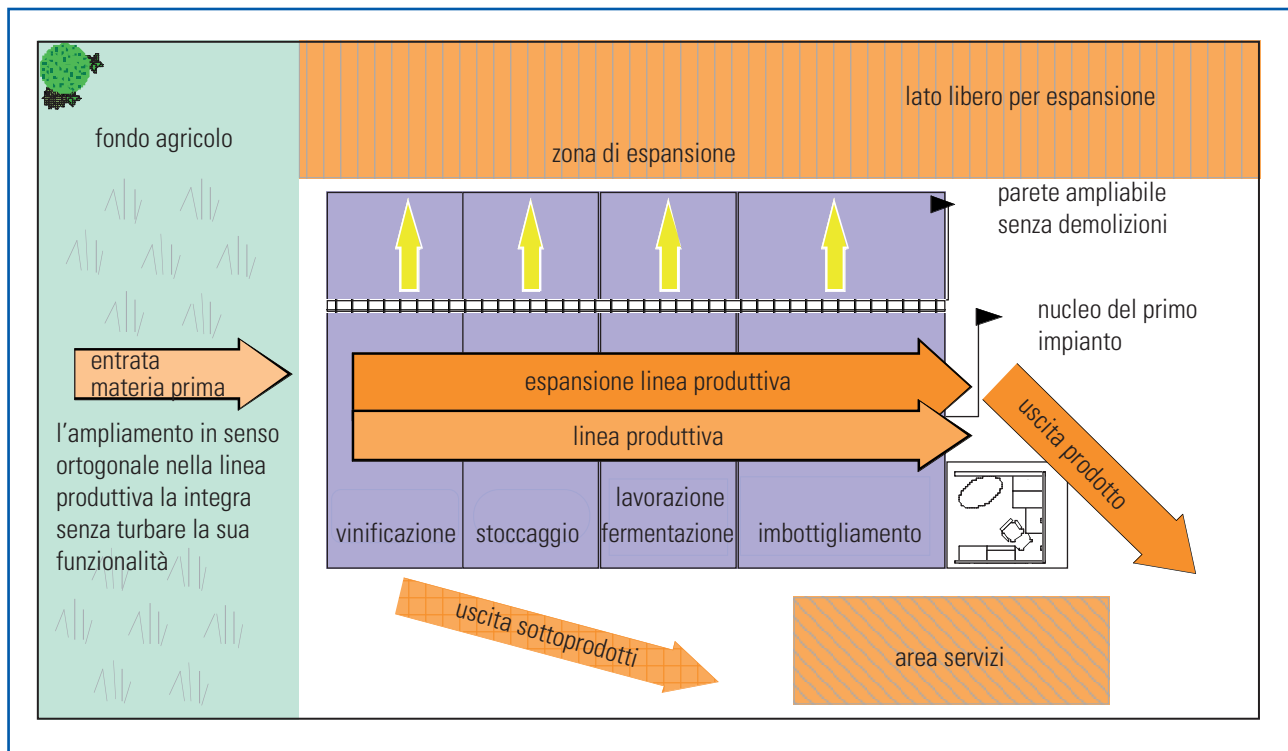 fondo agricolo
lato libero per espansione
zona di espansione
parete ampliabile
senza demolizioni
nucleo del primo
impianto
entrata
materia prima
espansione linea produttiva
linea produttiva
uscita prodotto
l'ampliamento in senso
ortogonale nella linea
produttiva la integra
senza turbare la sua
funzionalità
vinificazione
stoccaggio
lavorazione
fermentazione
imbottigliamento
uscita sottoprodotti
area servizi